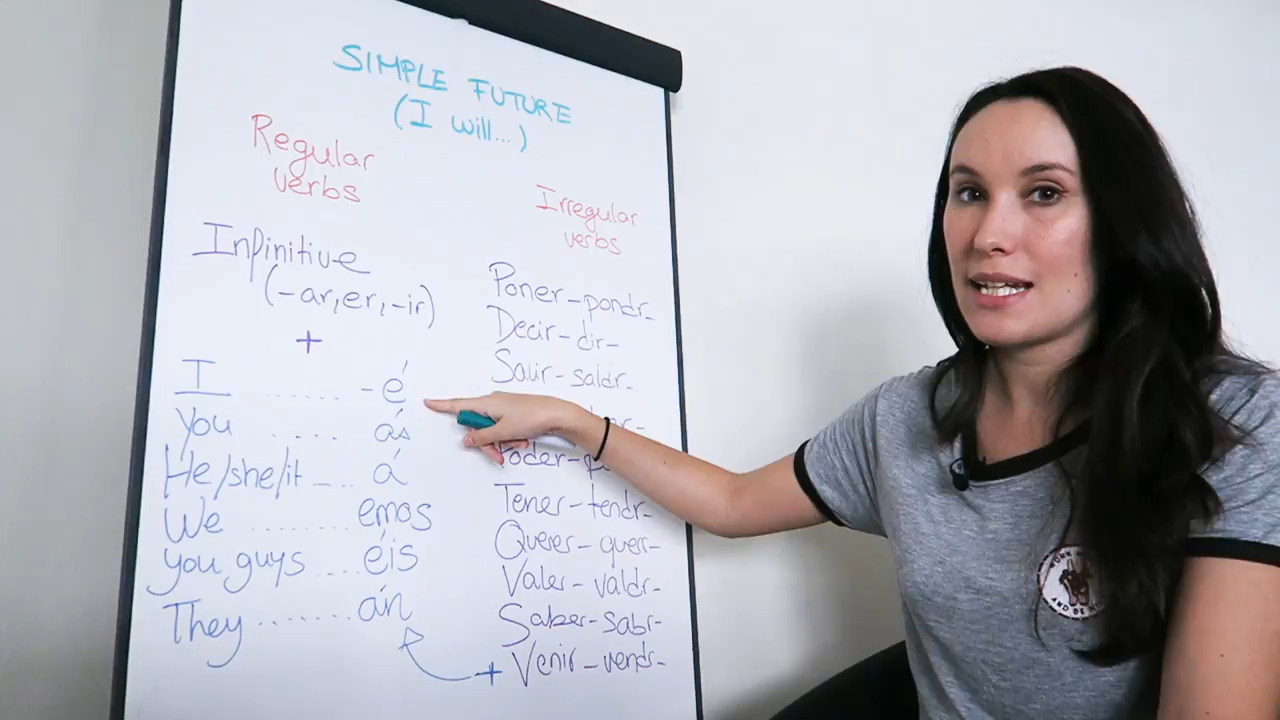 SIMPLE FUTURE
(I will...)
Regular
verbs
Infinitive
(-ar, er, -ir)
+
I ...... -é
You ..... ás
He/she/it _ .. á
We ........ emos
you guys .... éis
They ....... án
Irregular
verbs
Poner - pondr-
Decir - dir-
Salir - saldr-
Poder -
Tener - tendr-
Querer - querr-
Valer - valdr-
Saber - sabr-
+ Venir - vendr-